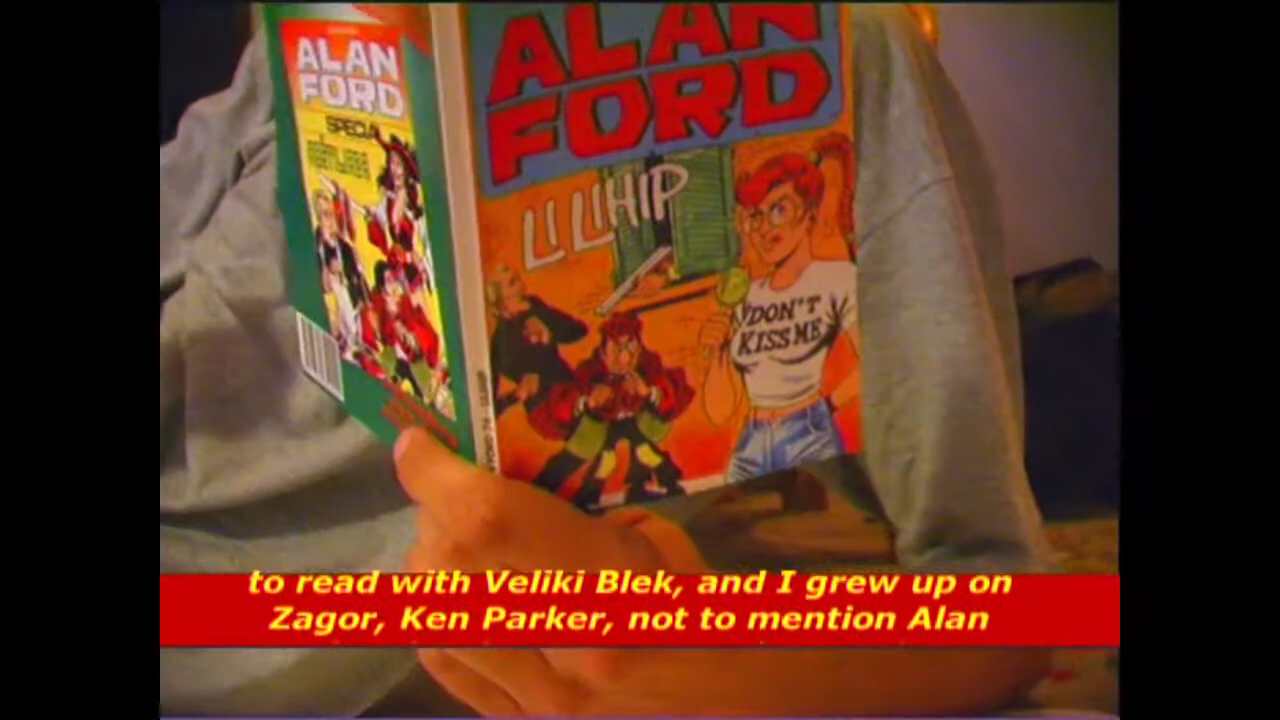 ALAN
FORD
SPECIAL
ALAN
FORD
LILIHIP
DON'T
KISS ME
to read with Veliki Blek, and I grew up on
Zagor, Ken Parker, not to mention Alan